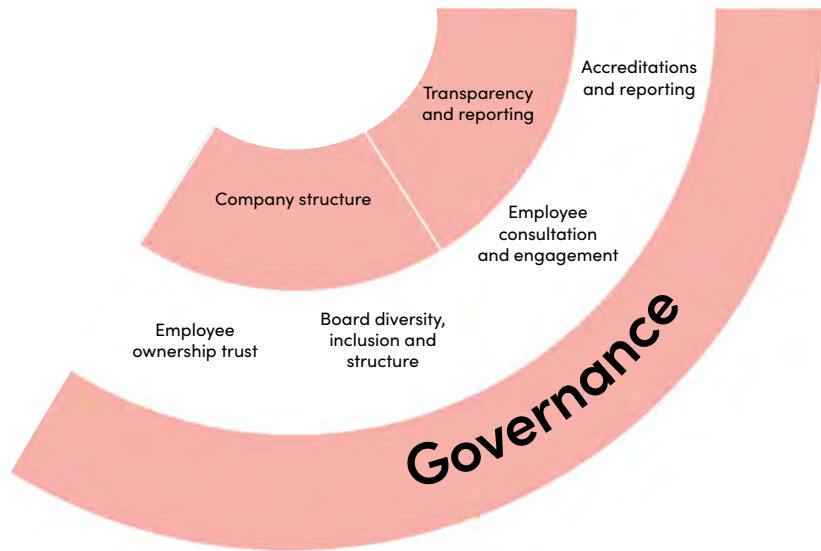 Transparency
and reporting
Accreditations
and reporting
Company structure
Employee
consultation
and engagement
Employee
ownership trust
Board diversity,
inclusion and
structure
Governance